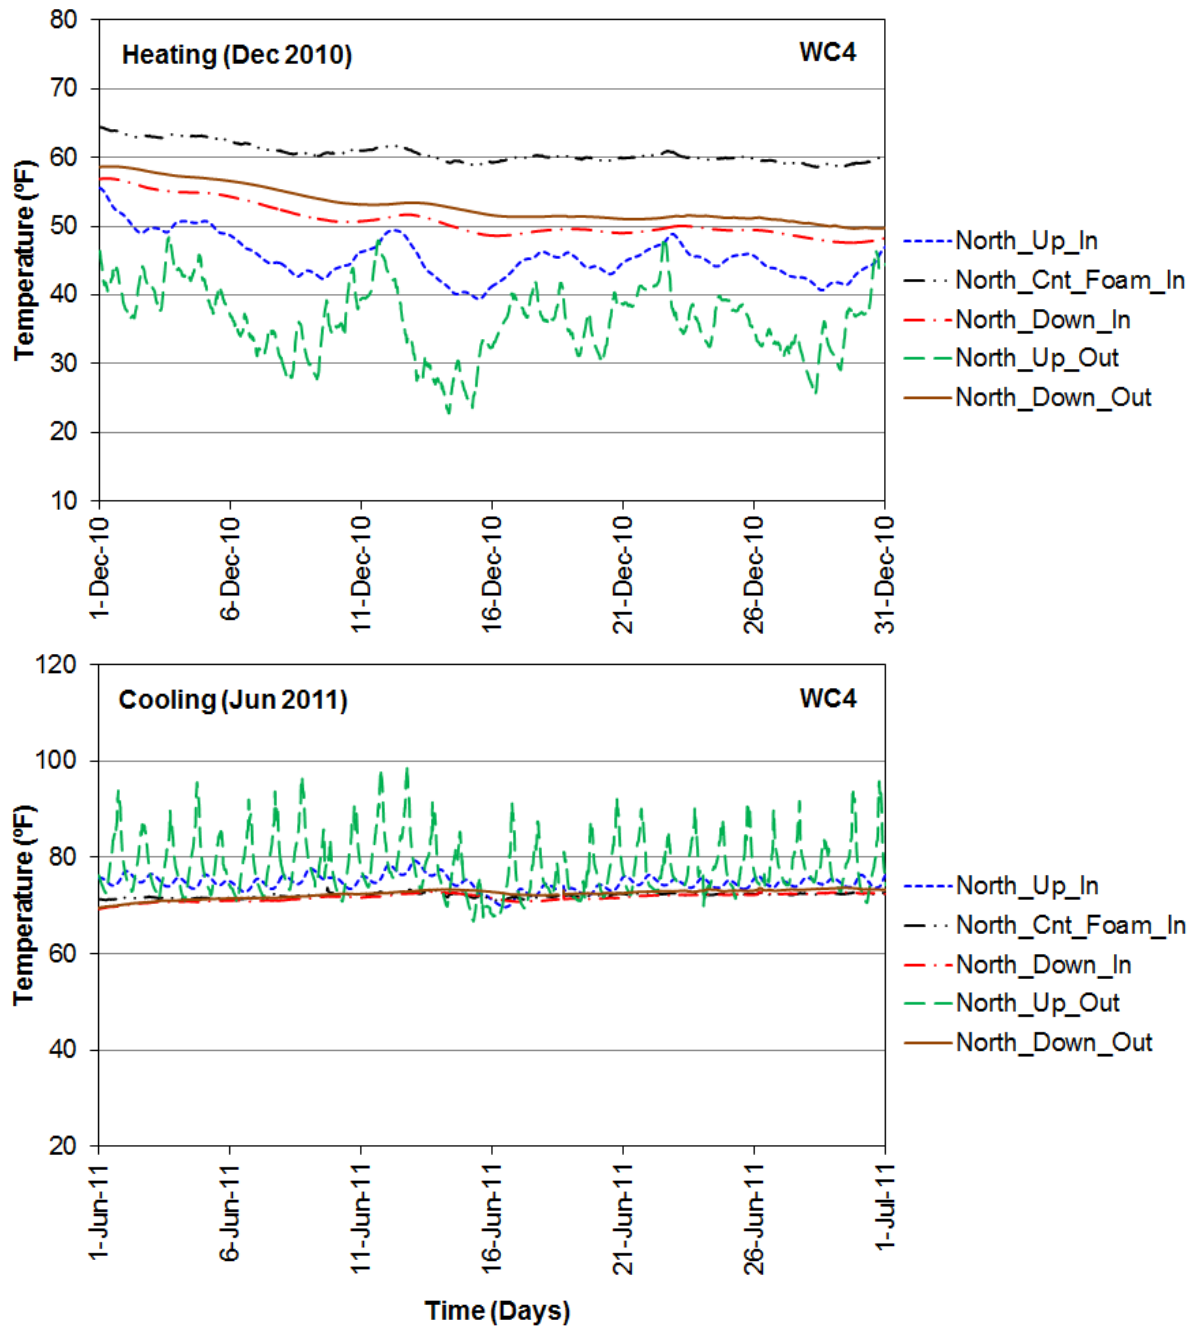 80
Heating (Dec 2010) WC4
70
60
50
40
30
20
10
Temperature (ºF)
1-Dec-10
6-Dec-10
11-Dec-10
16-Dec-10
21-Dec-10
26-Dec-10
31-Dec-10
North_Up_In
North_Cnt_Foam_In
North_Down_In
North_Up_Out
North_Down_Out
120
Cooling (Jun 2011) WC4
100
80
60
40
20
Temperature (ºF)
1-Jun-11
6-Jun-11
11-Jun-11
16-Jun-11
21-Jun-11
26-Jun-11
1-Jul-11
North_Up_In
North_Cnt_Foam_In
North_Down_In
North_Up_Out
North_Down_Out
Time (Days)